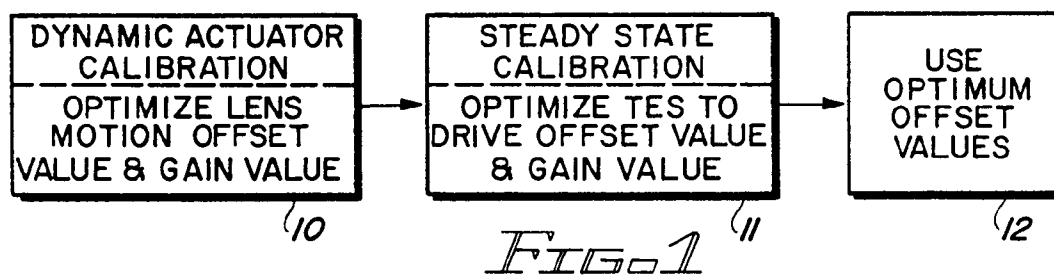 DYNAMIC ACTUATOR
CALIBRATION
OPTIMIZE LENS
MOTION OFFSET
VALUE & GAIN VALUE
10
STEADY STATE
CALIBRATION
OPTIMIZE TES TO
DRIVE OFFSET VALUE
& GAIN VALUE
11
USE
OPTIMUM
OFFSET
VALUES
12
FIG. 1